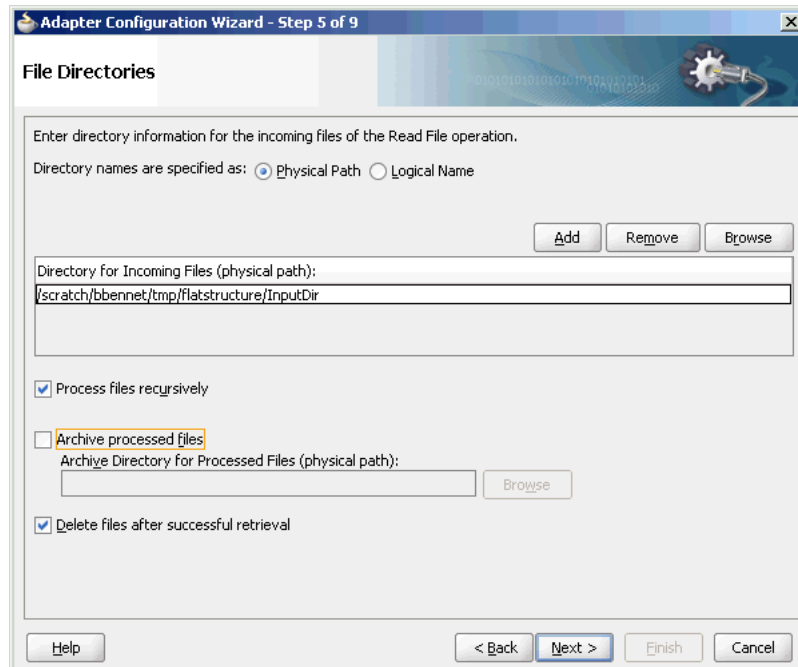 Adapter Configuration Wizard - Step 5 of 9
File Directories
Enter directory information for the incoming files of the Read File operation.
Directory names are specified as: Physical Path Logical Name
Add Remove Browse
Directory for Incoming Files (physical path):
/scratch/bbennet/tmp/flatstructure/InputDir
Process files recursively
Archive processed files
Archive Directory for Processed Files (physical path):
Browse
Delete files after successful retrieval
Help < Back Next > Finish Cancel